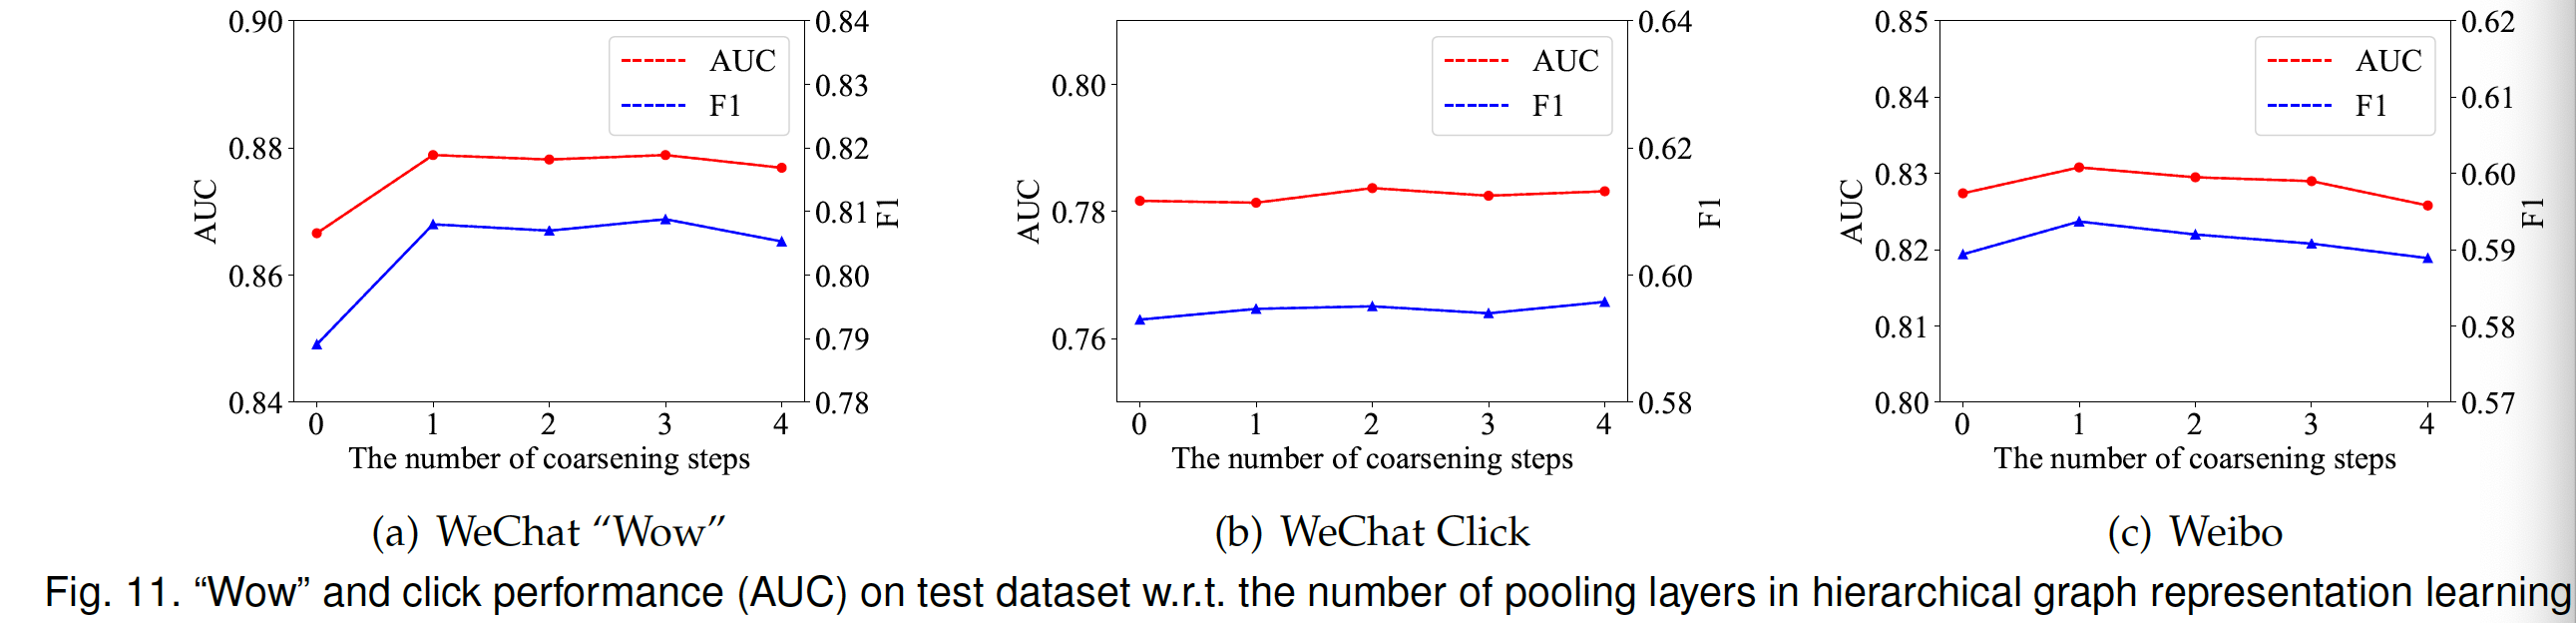 0.90
0.88
0.86
0.84
AUC
0.84
0.83
0.82
0.81
0.80
0.79
0.78
F1
AUC
F1
0 1 2 3 4
The number of coarsening steps
(a) WeChat “Wow”
0.80
0.78
0.76
AUC
0.64
0.62
0.60
0.58
F1
AUC
F1
0 1 2 3 4
The number of coarsening steps
(b) WeChat Click
0.85
0.84
0.83
0.82
0.81
0.80
AUC
0.62
0.61
0.60
0.59
0.58
0.57
F1
AUC
F1
0 1 2 3 4
The number of coarsening steps
(c) Weibo
Fig. 11. “Wow” and click performance (AUC) on test dataset w.r.t. the number of pooling layers in hierarchical graph representation learning